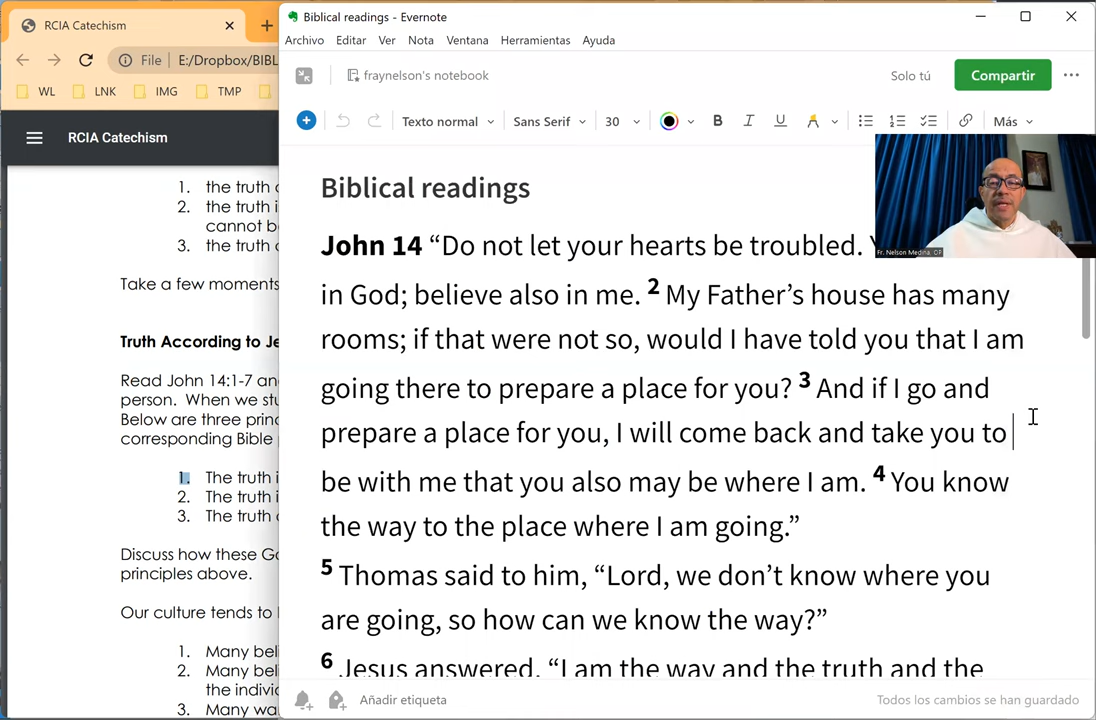 RCIA Catechism
File
E:/Dropbox/BIBL
WL
LNK
IMG
TMP
RCIA Catechism
1. the truth
2. the truth i
cannot b
3. the truth
Take a few moments
Truth According to Je
Read John 14:1-7 an
person. When we stu
Below are three princ
corresponding Bible
1. The truth i
2. The truth i
3. The truth
Discuss how these Go
principles above.
Our culture tends to
1. Many beli
2. Many beli
the individ
3. Many wa
Biblical readings - Evernote
Archivo Editar Ver Nota Ventana Herramientas Ayuda
fraynelson's notebook
Solo tú
Compartir
Texto normal
Sans Serif
30
B I U
Más
Fr. Nelson Medina, OP
Biblical readings
John 14 “Do not let your hearts be troubled.
in God; believe also in me. 2 My Father’s house has many
rooms; if that were not so, would I have told you that I am
going there to prepare a place for you? 3 And if I go and
prepare a place for you, I will come back and take you to
be with me that you also may be where I am. 4 You know
the way to the place where I am going.”
5 Thomas said to him, “Lord, we don’t know where you
are going, so how can we know the way?”
6 Jesus answered, “I am the way and the truth and the
Añadir etiqueta
Todos los cambios se han guardado